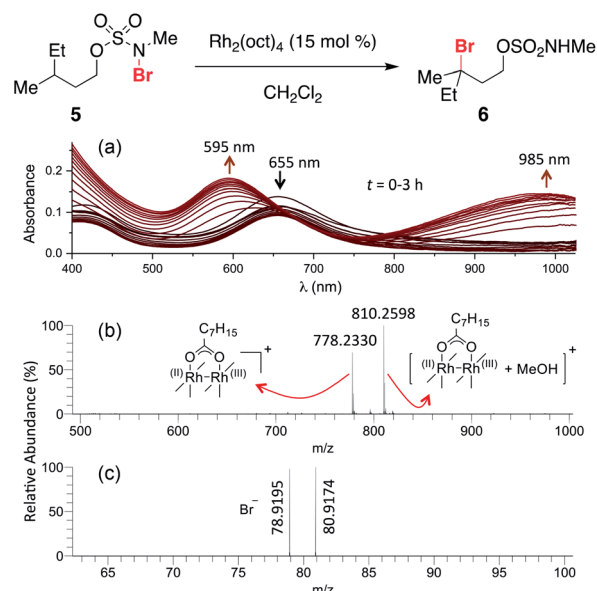 Et
O O
S
O N Me
Br
Me
5
Rh₂(oct)₄ (15 mol %)
CH₂Cl₂
Br
OSO₂NHMe
Me
Et
6
(a)
595 nm
655 nm
t = 0-3 h
985 nm
Absorbance
0.2
0.1
0.0
400 500 600 700 800 900 1000
λ (nm)
Relative Abundance (%)
(b)
100
50
0
C₇H₁₅
O O
(II) Rh-Rh (III)
+
778.2330
810.2598
C₇H₁₅
O O
(II) Rh-Rh (III) + MeOH
+
500 600 700 800 900 1000
m/z
(c)
100
50
0
Br⁻
78.9195
80.9174
65 70 75 80 85 90 95 100
m/z